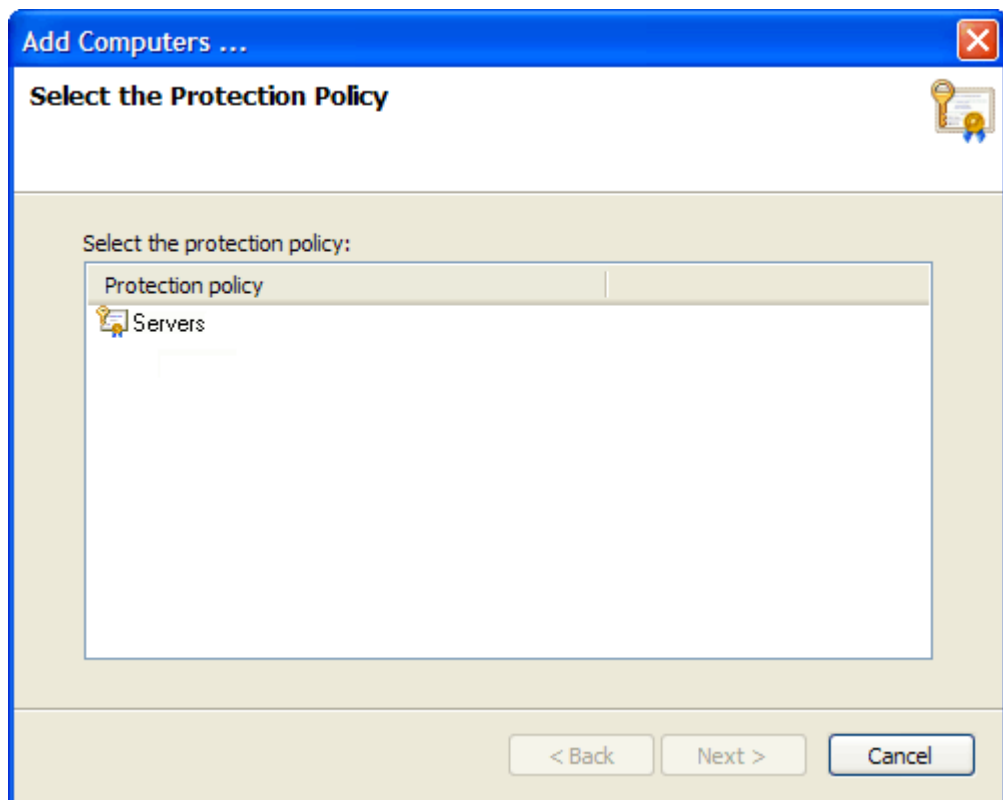 Add Computers ...
Select the Protection Policy
Select the protection policy:
Protection policy
Servers
< Back Next > Cancel